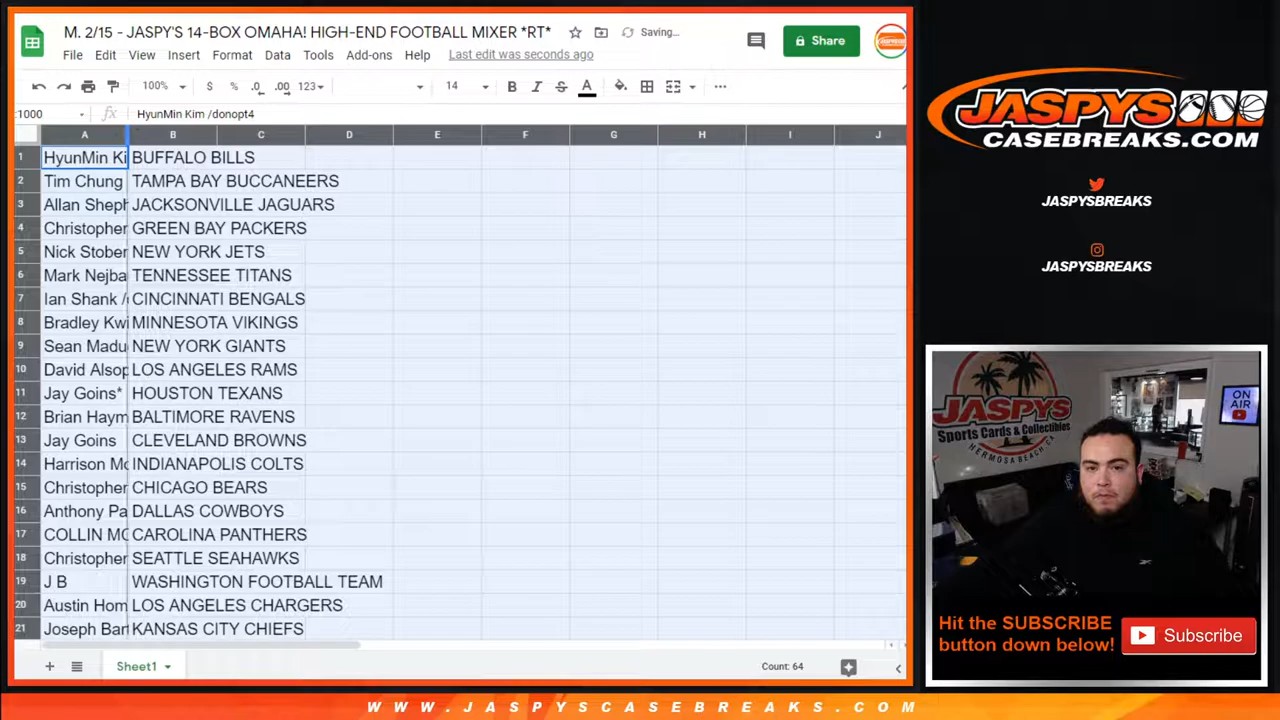 M. 2/15 - JASPY'S 14-BOX OMAHA! HIGH-END FOOTBALL MIXER *RT*
Saving...
Share
File Edit View Insert Format Data Tools Add-ons Help Last edit was seconds ago
100% $ % .0 .00 123 14 B I S A
:1000 fx HyunMin Kim /donopt4
A B C D E F G H I J
1 HyunMin Ki BUFFALO BILLS
2 Tim Chung TAMPA BAY BUCCANEERS
3 Allan Sheph JACKSONVILLE JAGUARS
4 Christopher GREEN BAY PACKERS
5 Nick Stober NEW YORK JETS
6 Mark Nejba TENNESSEE TITANS
7 Ian Shank / CINCINNATI BENGALS
8 Bradley Kwi MINNESOTA VIKINGS
9 Sean Madu NEW YORK GIANTS
10 David Alsop LOS ANGELES RAMS
11 Jay Goins* HOUSTON TEXANS
12 Brian Haym BALTIMORE RAVENS
13 Jay Goins CLEVELAND BROWNS
14 Harrison Mc INDIANAPOLIS COLTS
15 Christopher CHICAGO BEARS
16 Anthony Pa DALLAS COWBOYS
17 COLLIN MC CAROLINA PANTHERS
18 Christopher SEATTLE SEAHAWKS
19 J B WASHINGTON FOOTBALL TEAM
20 Austin Hom LOS ANGELES CHARGERS
21 Joseph Bar KANSAS CITY CHIEFS
Sheet1
Count: 64
JASPYS
CASEBREAKS.COM
JASPYSBREAKS
JASPYSBREAKS
JASPYS
Sports Cards & Collectibles
HERMOSA BEACH CA
ON
AIR
Hit the SUBSCRIBE
button down below!
Subscribe
WWW.JASPYSCASEBREAKS.COM